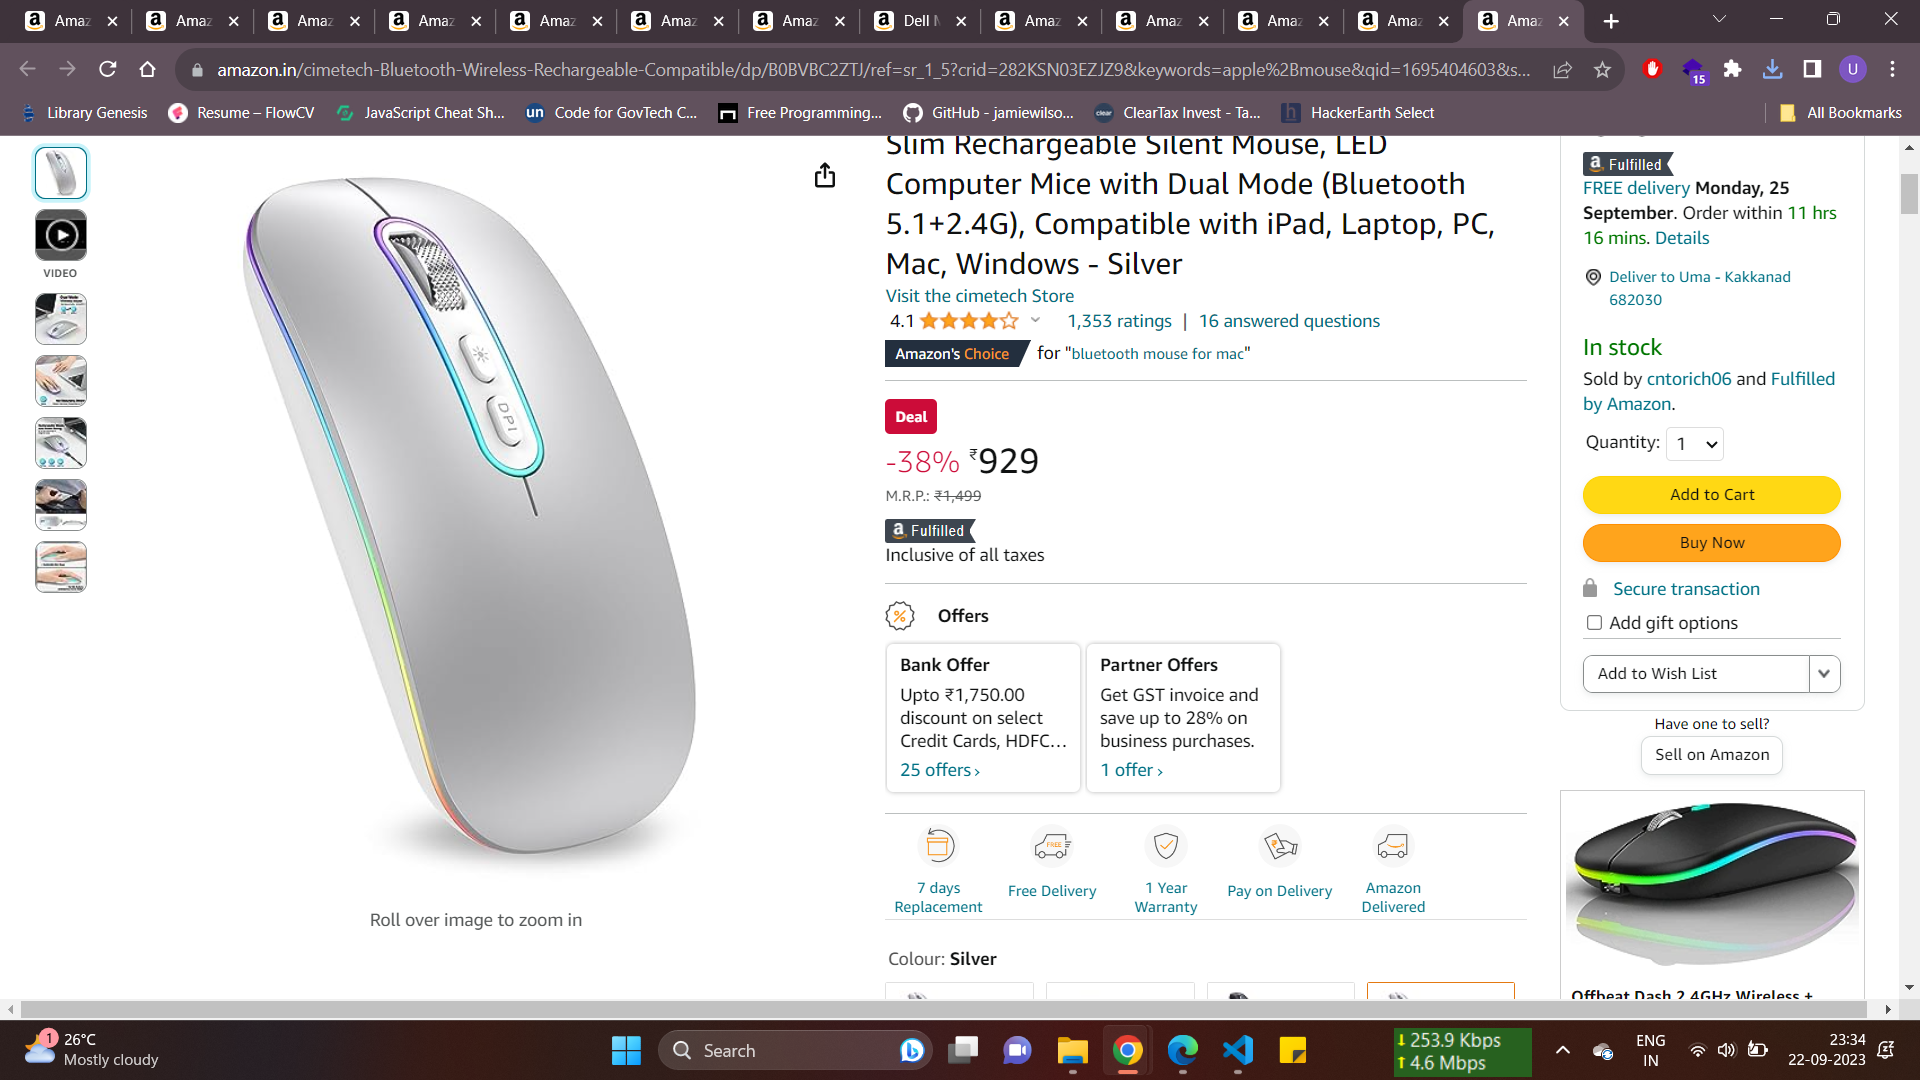 Amaz
Amaz
Amaz
Amaz
Amaz
Amaz
Amaz
Dell
Amaz
Amaz
Amaz
Amaz
Amaz
amazon.in/cimetech-Bluetooth-Wireless-Rechargeable-Compatible/dp/B0BVBC2ZTJ/ref=sr_1_5?crid=282KSN03EZJZ9&keywords=apple%2Bmouse&qid=1695404603&s...
15
U
Library Genesis
Resume – FlowCV
JavaScript Cheat Sh...
un Code for GovTech C...
Free Programming...
GitHub - jamiewilso...
clear ClearTax Invest - Ta...
h HackerEarth Select
All Bookmarks
VIDEO
DPI
Roll over image to zoom in
Slim Rechargeable Silent Mouse, LED
Computer Mice with Dual Mode (Bluetooth
5.1+2.4G), Compatible with iPad, Laptop, PC,
Mac, Windows - Silver
Visit the cimetech Store
4.1
1,353 ratings | 16 answered questions
Amazon's Choice for "bluetooth mouse for mac"
Deal
-38% ₹929
M.R.P.: ₹1,499
a Fulfilled
Inclusive of all taxes
Offers
Bank Offer
Upto ₹1,750.00
discount on select
Credit Cards, HDFC...
25 offers ›
Partner Offers
Get GST invoice and
save up to 28% on
business purchases.
1 offer ›
FREE
7 days
Replacement
Free Delivery
1 Year
Warranty
Pay on Delivery
Amazon
Delivered
Colour: Silver
a Fulfilled
FREE delivery Monday, 25
September. Order within 11 hrs
16 mins. Details
Deliver to Uma - Kakkanad
682030
In stock
Sold by cntorich06 and Fulfilled
by Amazon.
Quantity: 1
Add to Cart
Buy Now
Secure transaction
Add gift options
Add to Wish List
Have one to sell?
Sell on Amazon
Offbeat Dash 2.4GHz Wireless +
1
26°C
Mostly cloudy
Search
253.9 Kbps
4.6 Mbps
ENG
IN
23:34
22-09-2023